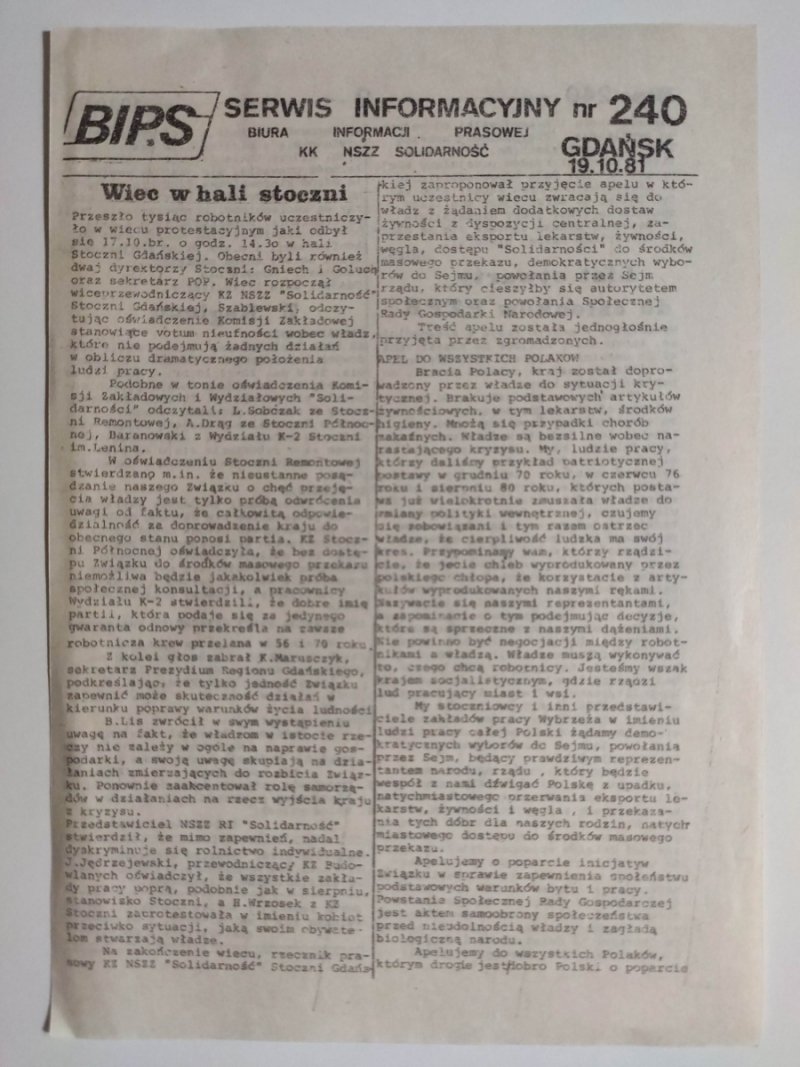 BIPS
SERWIS INFORMACYJNY nr 240
BIURA INFORMACJI PRASOWEJ
KK NSZZ SOLIDARNOŚĆ
GDAŃSK
19.10.81
Wiec w hali stoczni
Przeszło tysiąc robotników uczestniczy-
ło w wiecu protestacyjnym jaki odbył
się 17.10.br. o godz. 14.30 w hali
Stoczni Gdańskiej. Obecni byli również
dwaj dyrektorzy Stoczni: Gniech i Goluch
oraz sekretarz POP. Wiec rozpoczął
wiceprzewodniczący KZ NSZZ "Solidarność"
Stoczni Gdańskiej, Szablewski, odczy-
tując oświadczenie Komisji Zakładowej
stanowiące votum nieufności wobec władz,
które nie podejmują żadnych działań
w obliczu dramatycznego położenia
ludzi pracy.
Podobne w tonie oświadczenia Komi-
sji Zakładowych i Wydziałowych "Soli-
darności" odczytali: L.Sobczak ze Stocz-
ni Remontowej, A.Drąg ze Stoczni Północ-
nej, Baranowski z Wydziału K-2 Stoczni
im.Lenina.
W oświadczeniu Stoczni Remontowej
stwierdzano m.in. że nieustanne posą-
dzanie naszego Związku o chęć przeję-
cia władzy jest tylko próbą odwrócenia
uwagi od faktu, że całkowitą odpowie-
dzialność za doprowadzenie kraju do
obecnego stanu ponosi partia. KZ Stocz-
ni Północnej oświadczyła, że bez dostę-
pu Związku do środków masowego przekazu
niemożliwa będzie jakakolwiek próba
społecznej konsultacji, a pracownicy
Wydziału K-2 stwierdzili, że dobre imię
partii, która podaje się za jedynego
gwaranta odnowy przekreśla na zawsze
robotnicza krew przelana w 56 i 70 roku.
Z kolei głos zabrał K.Maruszczyk,
sekretarz Prezydium Regionu Gdańskiego,
podkreślając, że tylko jedność Związku
zapewnić może skuteczność działań w
kierunku poprawy warunków życia ludności
B.Lis zwrócił w swym wystąpieniu
uwagę na fakt, że władzom w istocie rze-
czy nie zależy w ogóle na naprawie gos-
podarki, a swoją uwagę skupiają na dzia-
łaniach zmierzających do rozbicia Związ-
ku. Ponownie zaakcentował rolę samorzą-
dów w działaniach na rzecz wyjścia kraju
z kryzysu.
Przedstawiciel NSZZ RI "Solidarność"
stwierdził, że mimo zapewnień, nadal
dyskryminuje się rolnictwo indywidualne.
J.Jędrzejewski, przewodniczący KZ Budo-
wlanych oświadczył, że wszystkie zakła-
dy pracy poprą, podobnie jak w sierpniu,
stanowisko Stoczni, a H.Wrzosek z KZ
Stoczni zaprotestowała w imieniu kobiet
przeciwko sytuacji, jaką swoim obywate-
lom stwarzają władze.
Na zakończenie wiecu, rzecznik pra-
sowy KZ NSZZ "Solidarność" Stoczni Gdańs-
kiej zaproponował przyjęcie apelu w któ-
rym uczestnicy wiecu zwracają się do
władz z żądaniem dodatkowych dostaw
żywności z dyspozycji centralnej, za-
przestania eksportu lekarstw, żywności,
węgla, dostępu "Solidarności" do środków
masowego przekazu, demokratycznych wybo-
rów do Sejmu, powołania przez Sejm
rządu, który cieszyłby się autorytetem
społecznym oraz powołania Społecznej
Rady Gospodarki Narodowej.
Treść apelu została jednogłośnie
przyjęta przez zgromadzonych.
APEL DO WSZYSTKICH POLAKÓW
Bracia Polacy, kraj został dopro-
wadzony przez władze do sytuacji kry-
tycznej. Brakuje podstawowych artykułów
żywnościowych, w tym lekarstw, środków
higieny. Mnożą się przypadki chorób
zakaźnych. Władze są bezsilne wobec na-
rastającego kryzysu. My, ludzie pracy,
którzy daliśmy przykład patriotycznej
postawy w grudniu 70 roku, w czerwcu 76
roku i sierpniu 80 roku, których posta-
wa już wielokrotnie zmuszała władze do
zmiany polityki wewnętrznej, czujemy
się zobowiązani i tym razem ostrzec
władze, że cierpliwość ludzka ma swój
kres. Przypominamy wam, którzy rządzi-
cie, że jecie chleb wyprodukowany przez
polskiego chłopa, że korzystacie z arty-
kułów wyprodukowanych naszymi rękami.
Nazywacie się naszymi reprezentantami,
a zapominacie o tym podejmując decyzje,
które są sprzeczne z naszymi dążeniami.
Nie powinno być negocjacji między robot-
nikami a władzą. Władze muszą wykonywać
to, czego chcą robotnicy. Jesteśmy wszak
krajem socjalistycznym, gdzie rządzi
lud pracujący miast i wsi.
My stoczniowcy i inni przedstawi-
ciele zakładów pracy Wybrzeża w imieniu
ludzi pracy całej Polski żądamy demo-
kratycznych wyborów do Sejmu, powołania
przez Sejm, będący prawdziwym reprezen-
tantem narodu, rządu , który będzie
wespół z nami dźwigać Polskę z upadku,
natychmiastowego przerwania eksportu le-
karstw, żywności i węgla , i przekaza-
nia tych dóbr dla naszych rodzin, natych
miastowego dostępu do środków masowego
przekazu.
Apelujemy o poparcie inicjatyw
Związku w sprawie zapewnienia społeństwu
podstawowych warunków bytu i pracy.
Powstania Społecznej Rady Gospodarczej
jest aktem samoobrony społeczeństwa
przed nieudolnością władzy i zagładą
biologiczną narodu.
Apelujemy do wszystkich Polaków,
którym drogie jest dobro Polski o poparcie